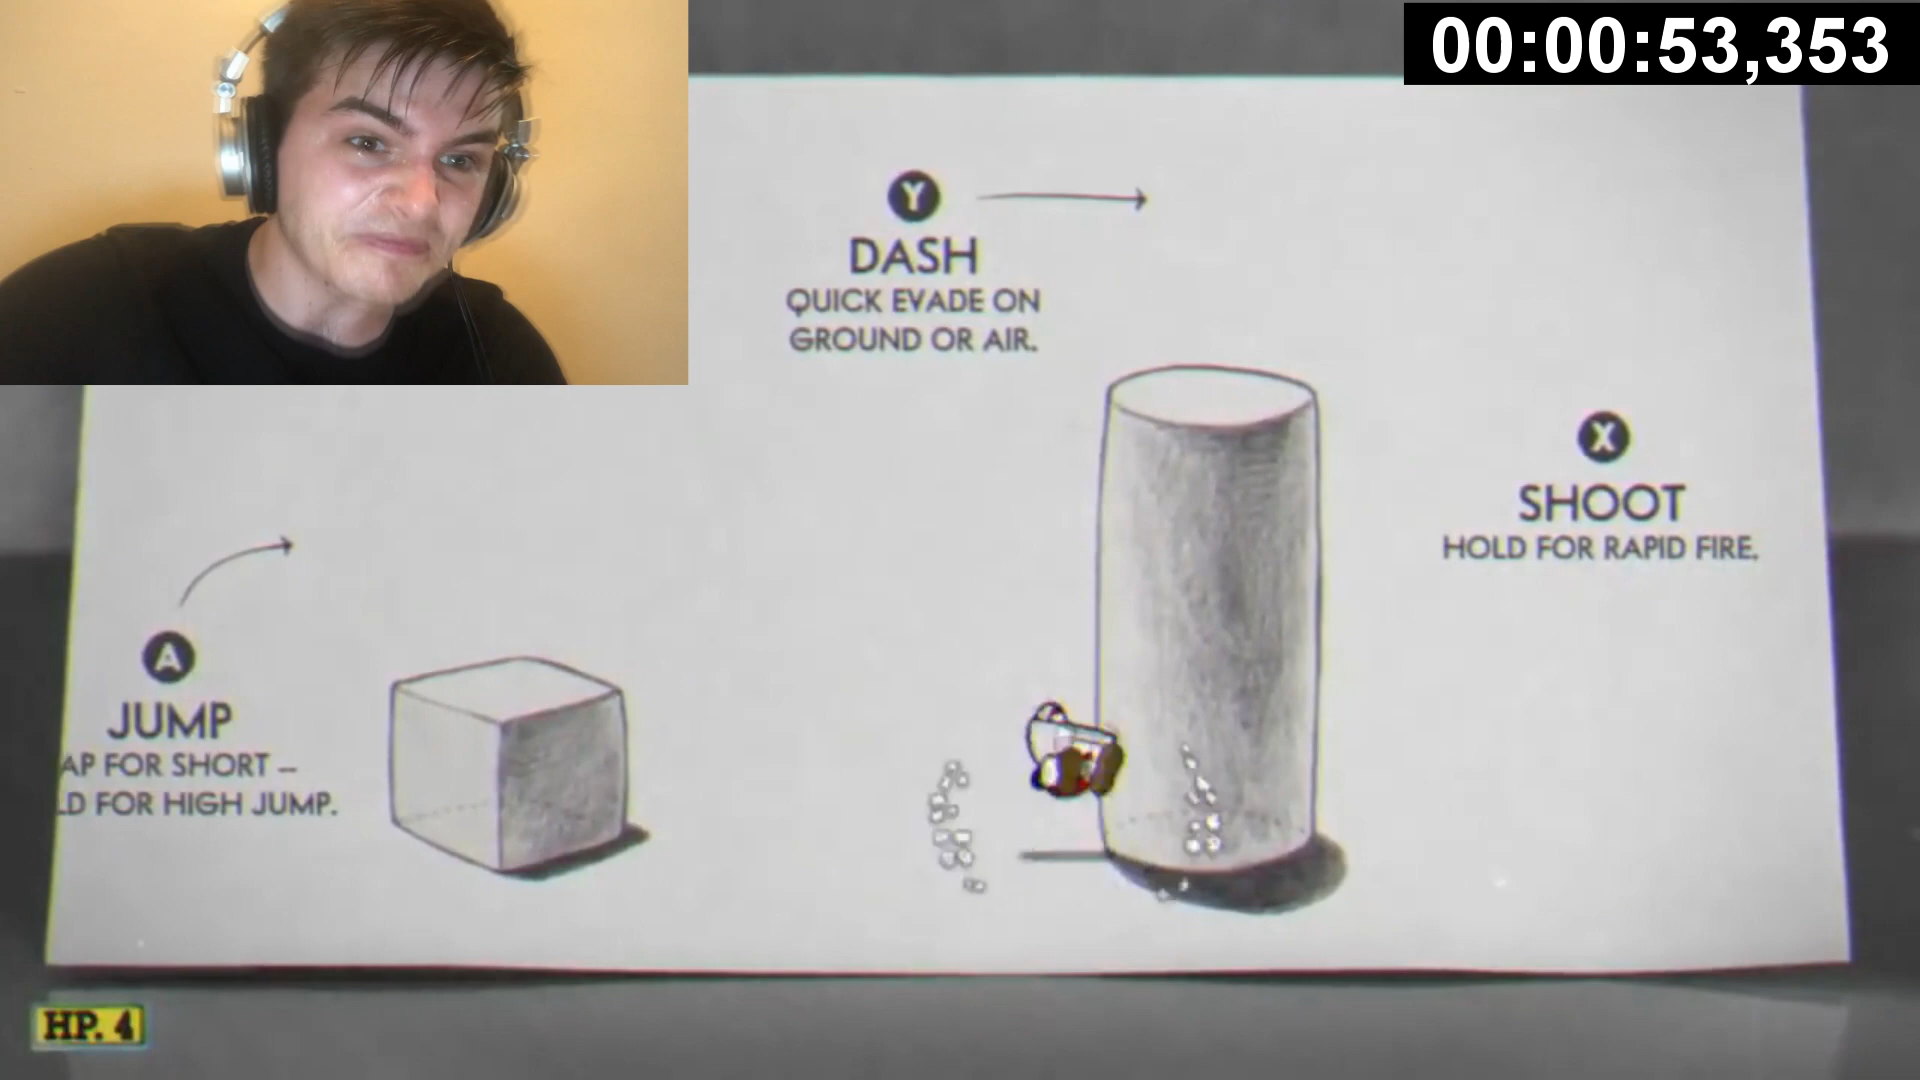 00:00:53,353
Y
DASH
QUICK EVADE ON
GROUND OR AIR.
X
SHOOT
HOLD FOR RAPID FIRE.
A
JUMP
AP FOR SHORT –
LD FOR HIGH JUMP.
HP. 4